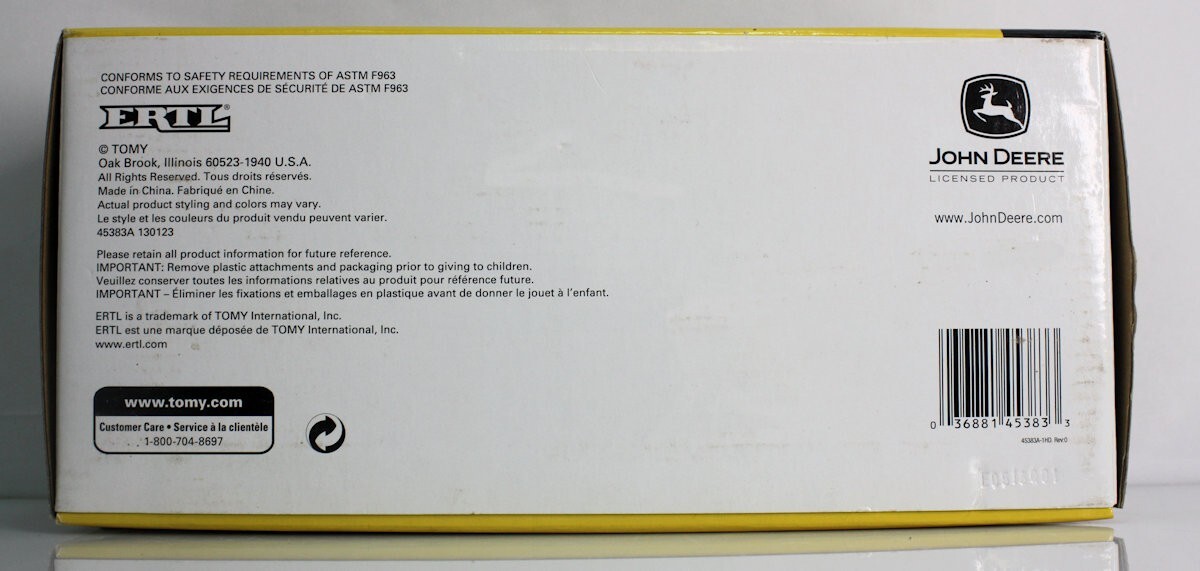 CONFORMS TO SAFETY REQUIREMENTS OF ASTM F963
CONFORME AUX EXIGENCES DE SÉCURITÉ DE ASTM F963
ERTL®
© TOMY
Oak Brook, Illinois 60523-1940 U.S.A.
All Rights Reserved. Tous droits réservés.
Made in China. Fabriqué en Chine.
Actual product styling and colors may vary.
Le style et les couleurs du produit vendu peuvent varier.
45383A 130123
Please retain all product information for future reference.
IMPORTANT: Remove plastic attachments and packaging prior to giving to children.
Veuillez conserver toutes les informations relatives au produit pour référence future.
IMPORTANT – Éliminer les fixations et emballages en plastique avant de donner le jouet à l'enfant.
ERTL is a trademark of TOMY International, Inc.
ERTL est une marque déposée de TOMY International, Inc.
www.ertl.com
www.tomy.com
Customer Care • Service à la clientèle
1-800-704-8697
JOHN DEERE
LICENSED PRODUCT
www.JohnDeere.com
0 36881 45383 3
45383A-1HD Rev:0